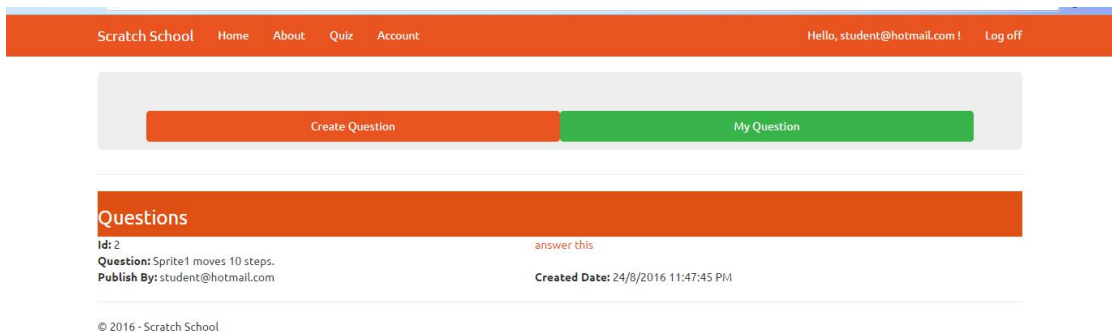 Scratch School Home About Quiz Account Hello, student@hotmail.com ! Log off
Create Question My Question
Questions
Id: 2 answer this
Question: Sprite1 moves 10 steps.
Publish By: student@hotmail.com Created Date: 24/8/2016 11:47:45 PM
© 2016 - Scratch School